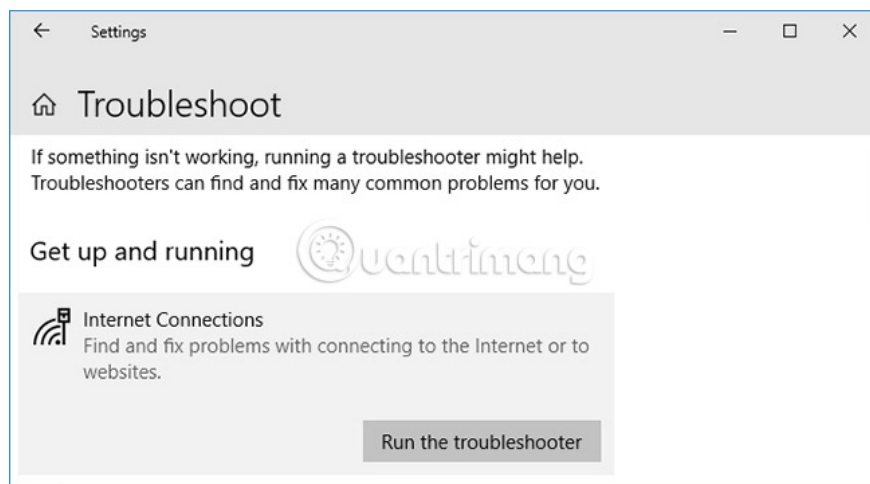 Settings
Troubleshoot
If something isn't working, running a troubleshooter might help.
Troubleshooters can find and fix many common problems for you.
Get up and running
Quantrimang
Internet Connections
Find and fix problems with connecting to the Internet or to
websites.
Run the troubleshooter